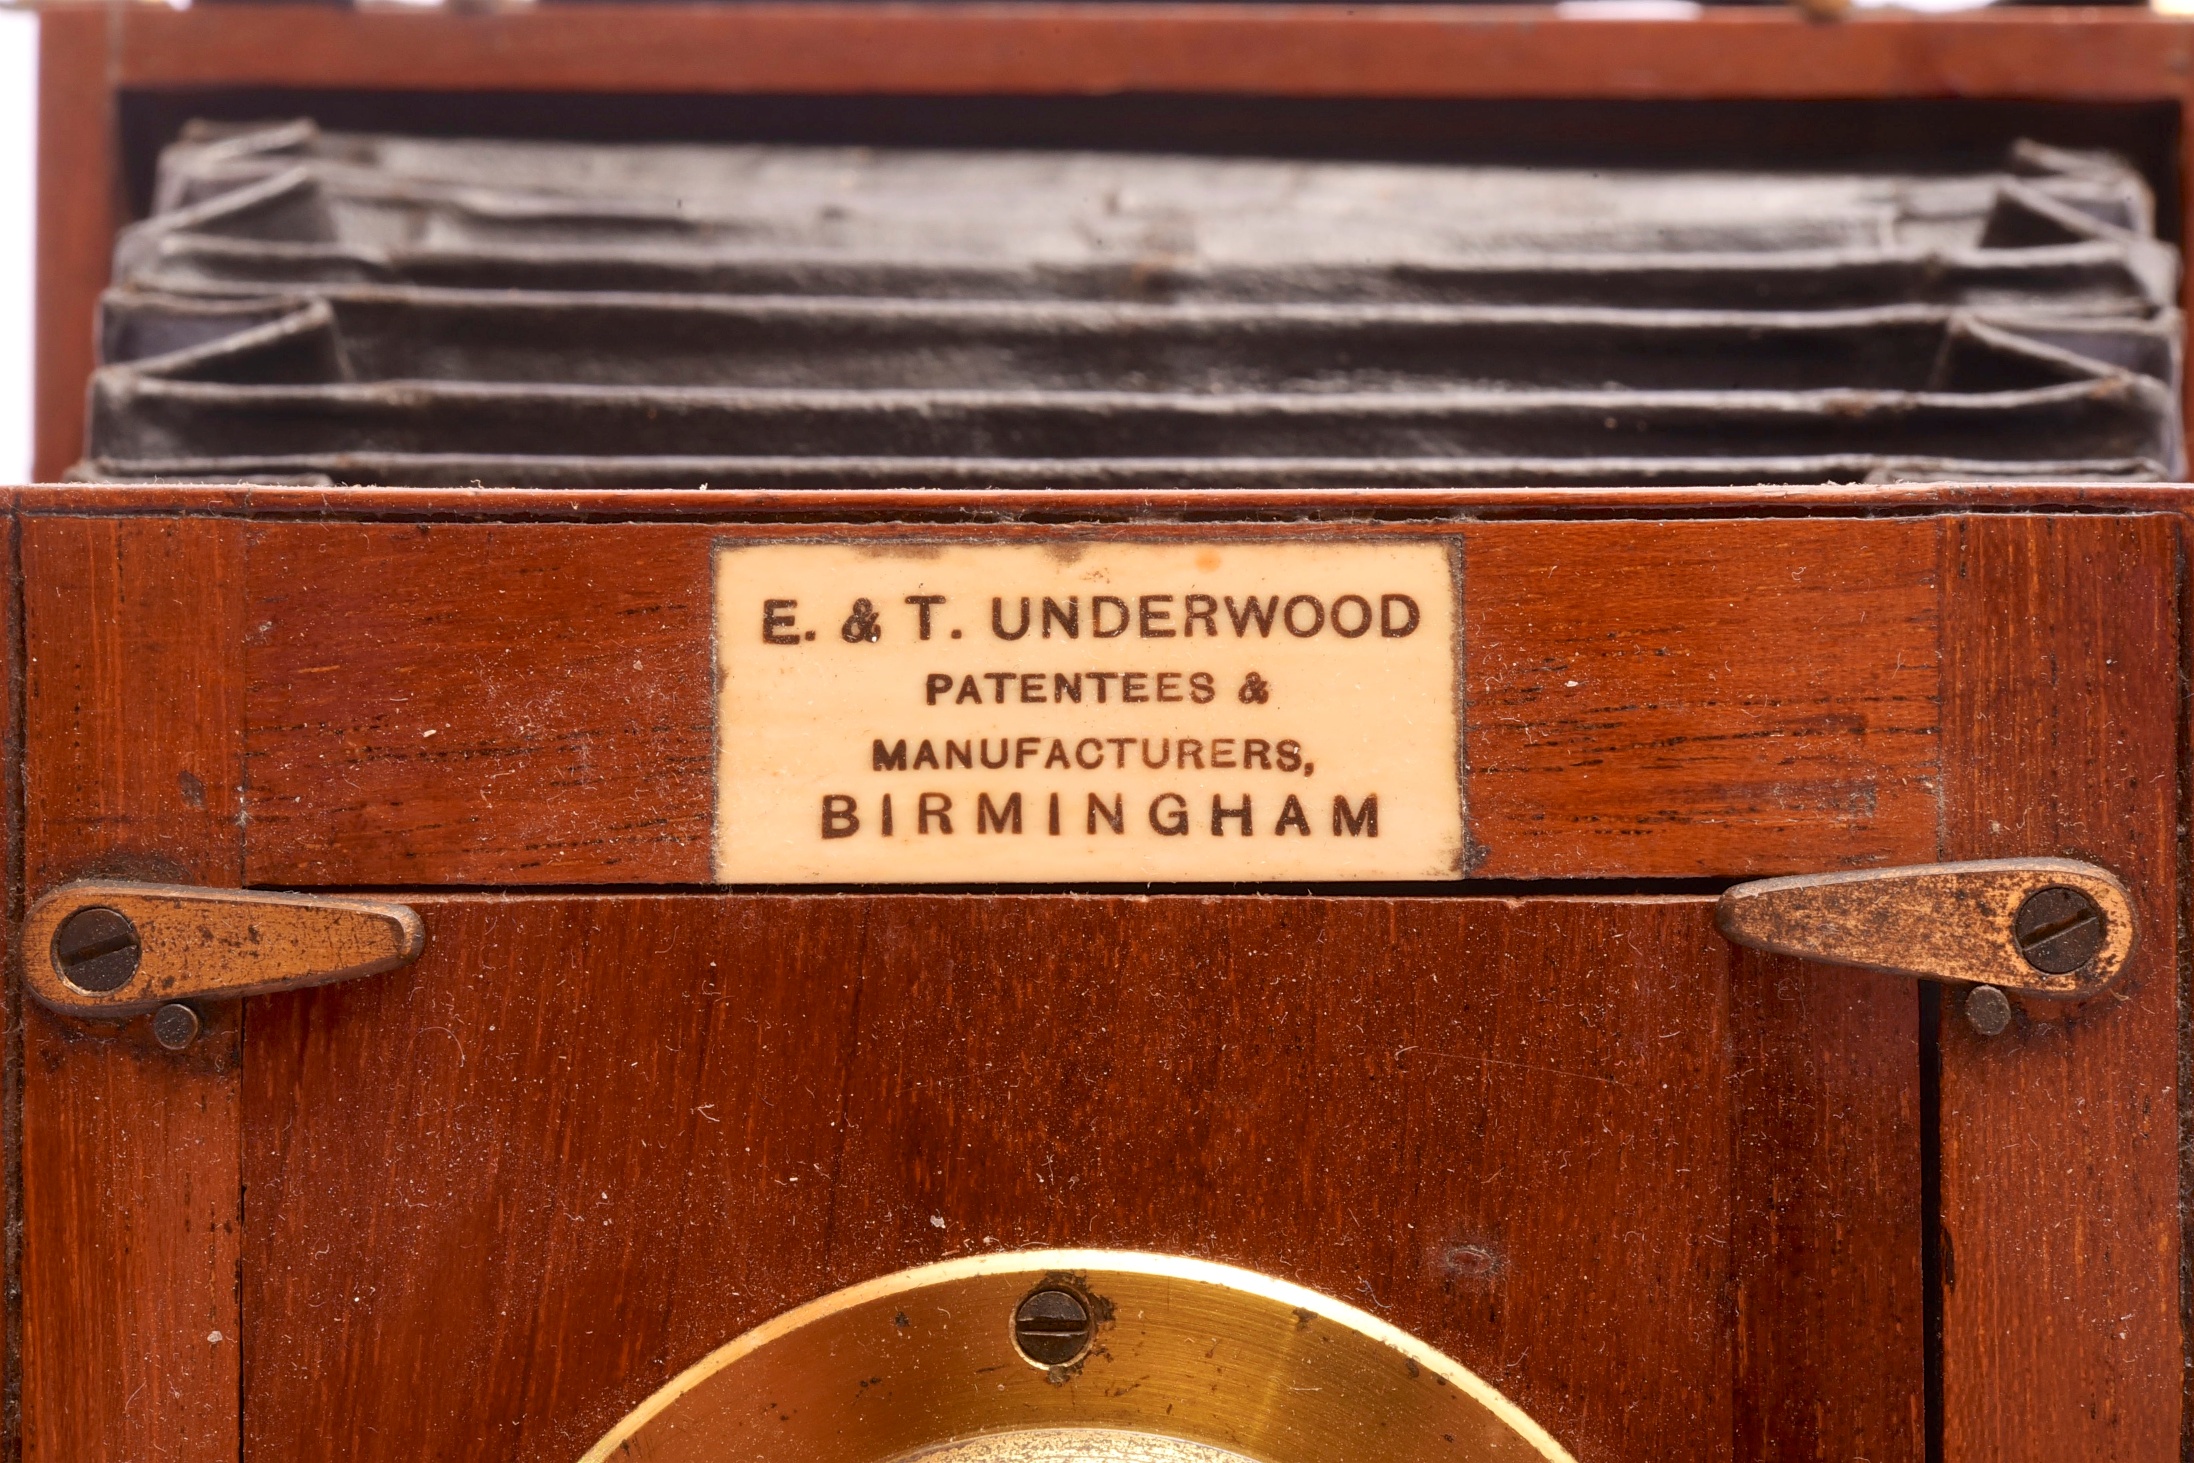 E. & T. UNDERWOOD
PATENTEES &
MANUFACTURERS,
BIRMINGHAM